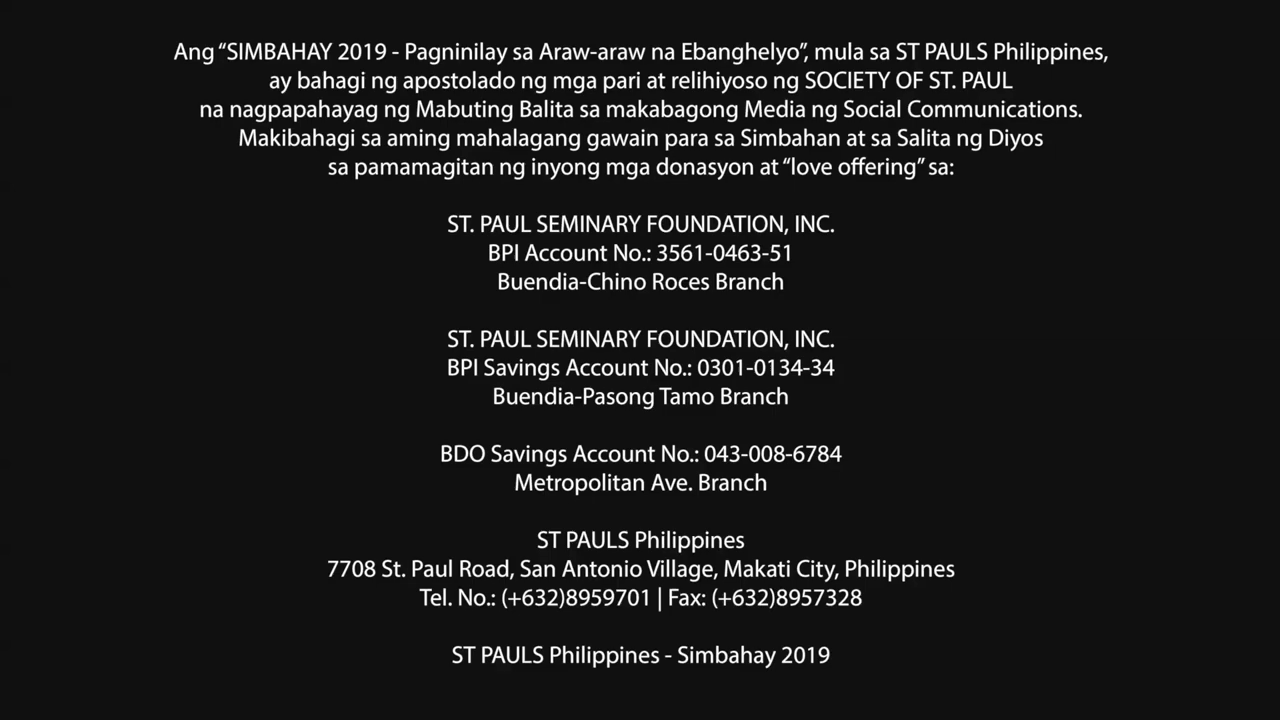 Ang “SIMBAHAY 2019 - Pagninilay sa Araw-araw na Ebanghelyo”, mula sa ST PAULS Philippines,
ay bahagi ng apostolado ng mga pari at relihiyoso ng SOCIETY OF ST. PAUL
na nagpapahayag ng Mabuting Balita sa makabagong Media ng Social Communications.
Makibahagi sa aming mahalagang gawain para sa Simbahan at sa Salita ng Diyos
sa pamamagitan ng inyong mga donasyon at “love offering” sa:
ST. PAUL SEMINARY FOUNDATION, INC.
BPI Account No.: 3561-0463-51
Buendia-Chino Roces Branch
ST. PAUL SEMINARY FOUNDATION, INC.
BPI Savings Account No.: 0301-0134-34
Buendia-Pasong Tamo Branch
BDO Savings Account No.: 043-008-6784
Metropolitan Ave. Branch
ST PAULS Philippines
7708 St. Paul Road, San Antonio Village, Makati City, Philippines
Tel. No.: (+632)8959701 | Fax: (+632)8957328
ST PAULS Philippines - Simbahay 2019